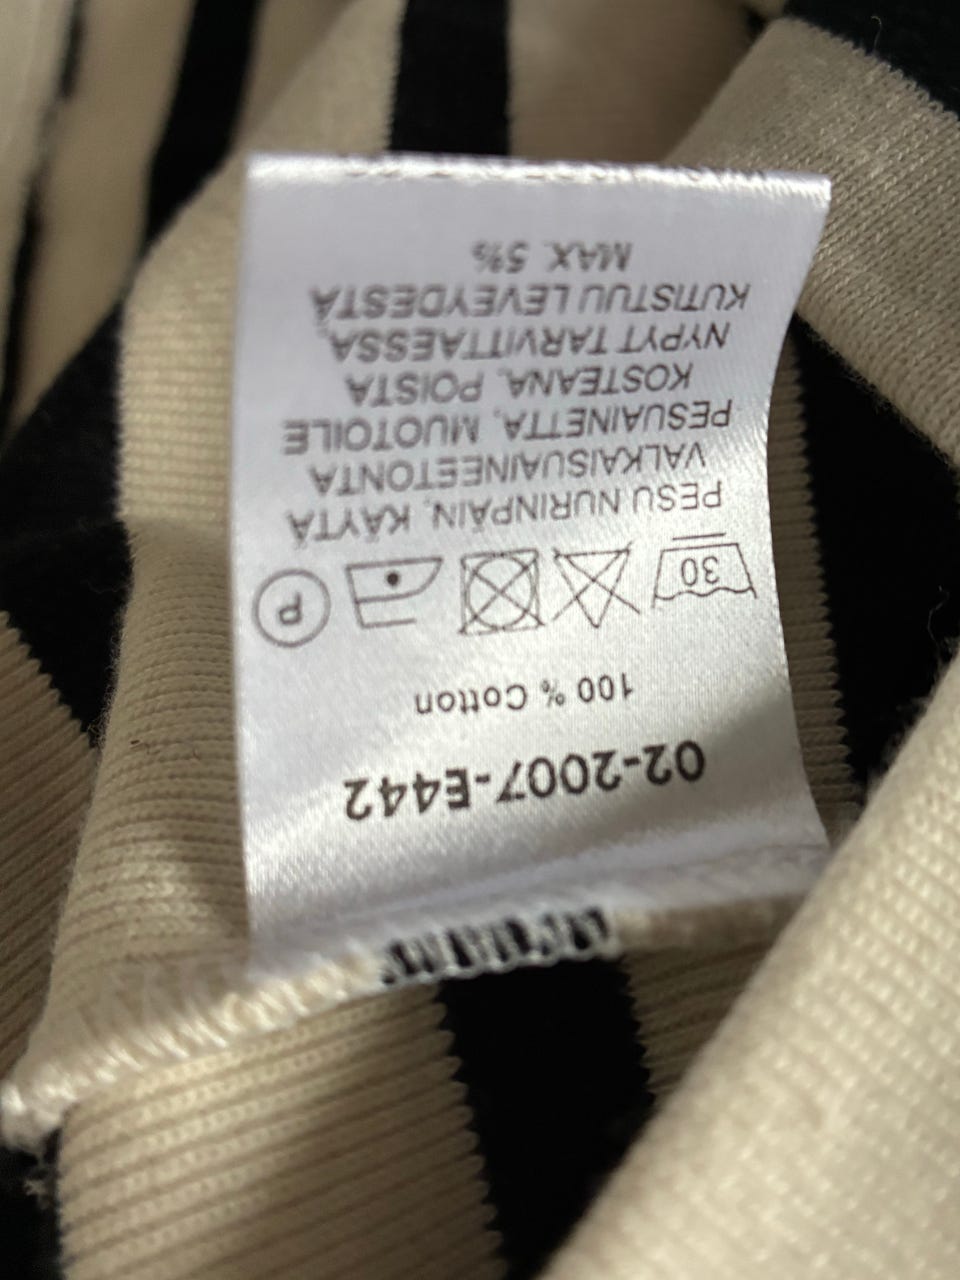 02-2007-E442
100 % Cotton
30 P
PESU NURINPÄIN, KÄYTÄ
VALKAISUAINEETONTA
PESUAINETTA, MUOTOILE
KOSTEANA, POISTA
NYPYT TARVITTAESSA,
KUTISTUU LEVEYDESTÄ
MAX. 5%